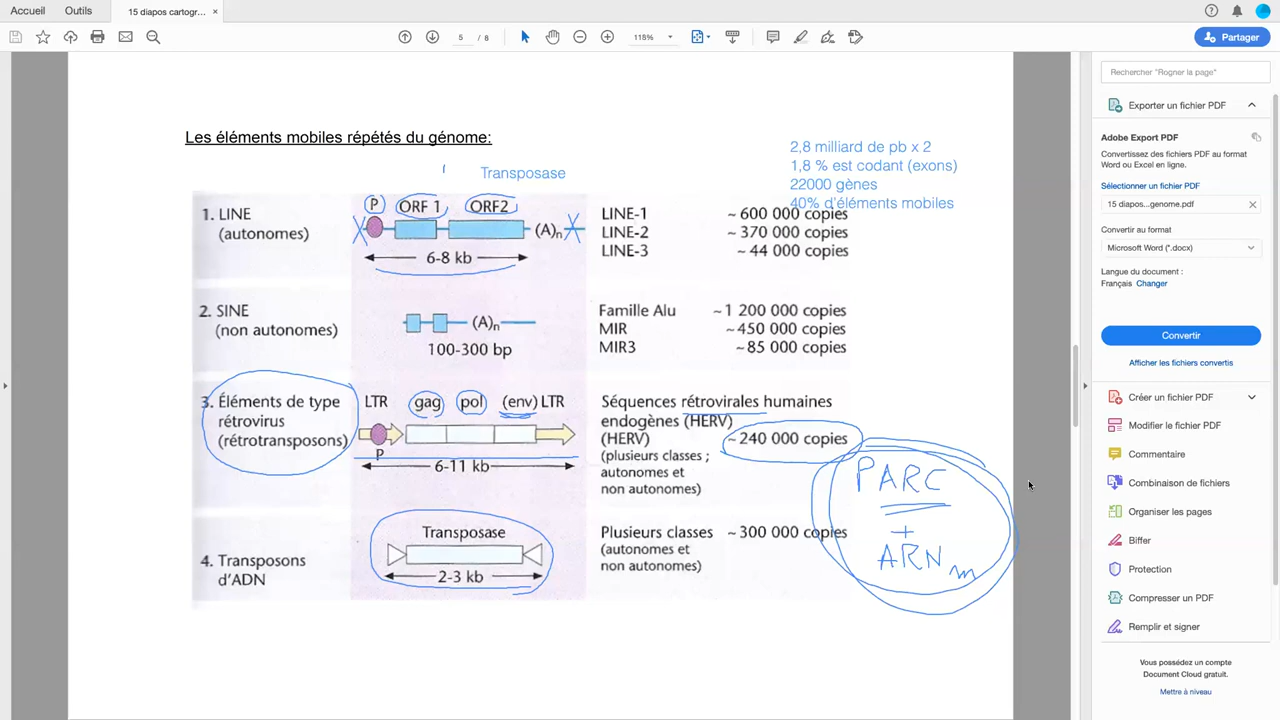 Accueil
Outils
15 diapos cartogr...
×
5 / 8
118%
Partager
Les éléments mobiles répétés du génome:
Transposase
2,8 milliard de pb x 2
1,8 % est codant (exons)
22000 gènes
40% d'éléments mobiles
1. LINE
(autonomes)
P
ORF 1
ORF2
(A)n
6-8 kb
LINE-1 ~ 600 000 copies
LINE-2 ~ 370 000 copies
LINE-3 ~ 44 000 copies
2. SINE
(non autonomes)
(A)n
100-300 bp
Famille Alu ~ 1 200 000 copies
MIR ~ 450 000 copies
MIR3 ~ 85 000 copies
3. Éléments de type
rétrovirus
(rétrotransposons)
LTR gag pol (env) LTR
P
6-11 kb
Séquences rétrovirales humaines
endogènes (HERV)
(HERV) ~ 240 000 copies
(plusieurs classes ;
autonomes et
non autonomes)
PARC
+
ARNm
4. Transposons
d'ADN
Transposase
2-3 kb
Plusieurs classes ~ 300 000 copies
(autonomes et
non autonomes)
Rechercher "Rogner la page"
Exporter un fichier PDF
Adobe Export PDF
Convertissez des fichiers PDF au format
Word ou Excel en ligne.
Sélectionner un fichier PDF
15 diapos...genome.pdf
Convertir au format
Microsoft Word (*.docx)
Langue du document :
Français Changer
Convertir
Afficher les fichiers convertis
Créer un fichier PDF
Modifier le fichier PDF
Commentaire
Combinaison de fichiers
Organiser les pages
Biffer
Protection
Compresser un PDF
Remplir et signer
Vous possédez un compte
Document Cloud gratuit.
Mettre à niveau